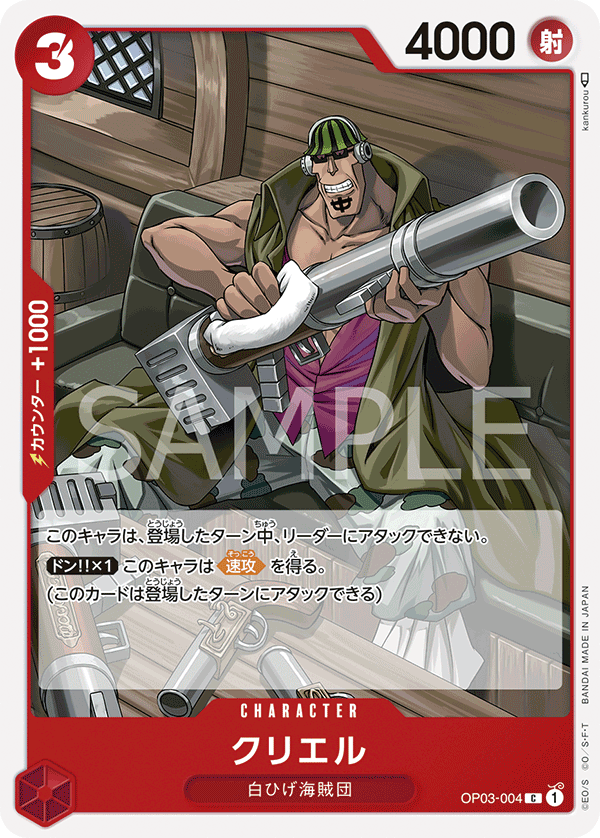 3
4000
射
kankurou
カウンター +1000
SAMPLE
このキャラは、登場したターン中、リーダーにアタックできない。
ドン!!×1 このキャラは 速攻 を得る。
(このカードは登場したターンにアタックできる)
CHARACTER
クリエル
白ひげ海賊団
OP03-004 C 1
©E.O/S ©O/S・F・T BANDAI MADE IN JAPAN